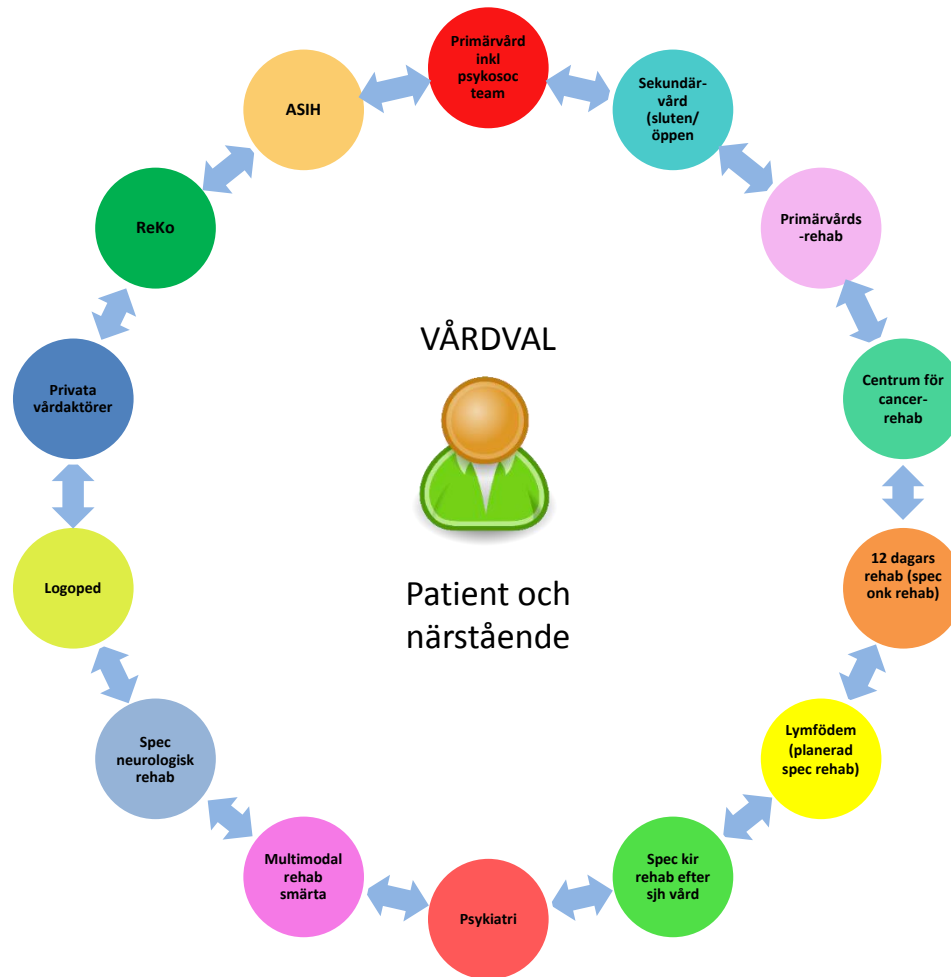 Primärvård
inkl
psykosoc
team
Sekundär-
vård
(sluten/
öppen
Primärvårds
-rehab
Centrum för
cancer-
rehab
12 dagars
rehab (spec
onk rehab)
Lymfödem
(planerad
spec rehab)
Spec kir
rehab efter
sjh vård
Psykiatri
Multimodal
rehab
smärta
Spec
neurologisk
rehab
Logoped
Privata
vårdaktörer
ReKo
ASIH
VÅRDVAL
Patient och
närstående